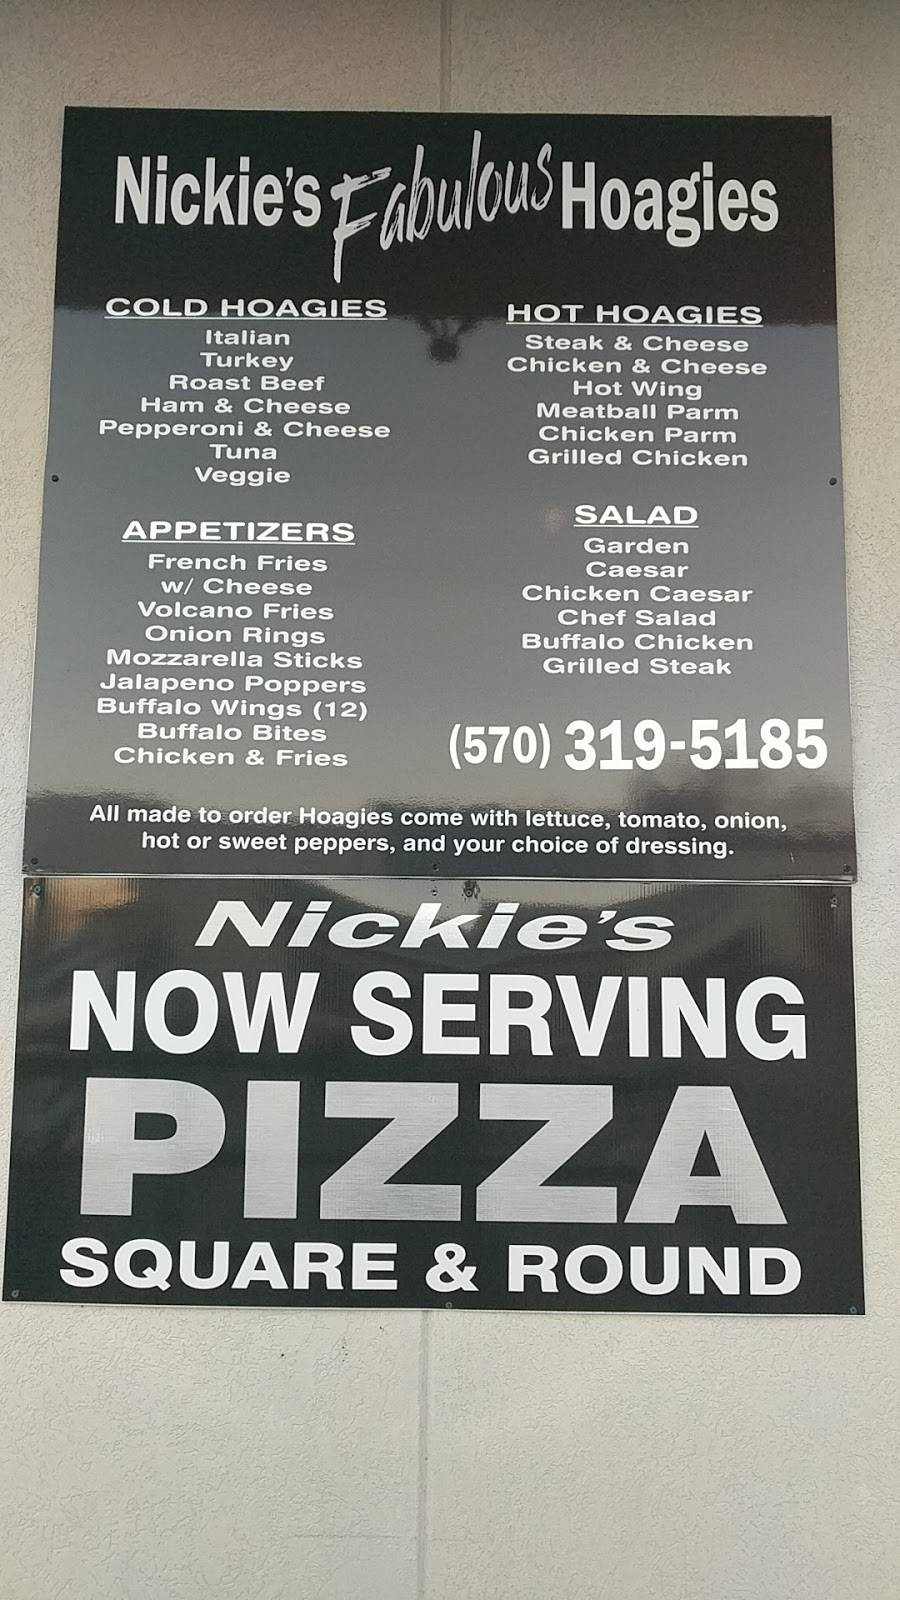 Nickie's Fabulous Hoagies
COLD HOAGIES
Italian
Turkey
Roast Beef
Ham & Cheese
Pepperoni & Cheese
Tuna
Veggie
HOT HOAGIES
Steak & Cheese
Chicken & Cheese
Hot Wing
Meatball Parm
Chicken Parm
Grilled Chicken
APPETIZERS
French Fries
w/ Cheese
Volcano Fries
Onion Rings
Mozzarella Sticks
Jalapeno Poppers
Buffalo Wings (12)
Buffalo Bites
Chicken & Fries
SALAD
Garden
Caesar
Chicken Caesar
Chef Salad
Buffalo Chicken
Grilled Steak
(570) 319-5185
All made to order Hoagies come with lettuce, tomato, onion,
hot or sweet peppers, and your choice of dressing.
Nickie's
NOW SERVING
PIZZA
SQUARE & ROUND